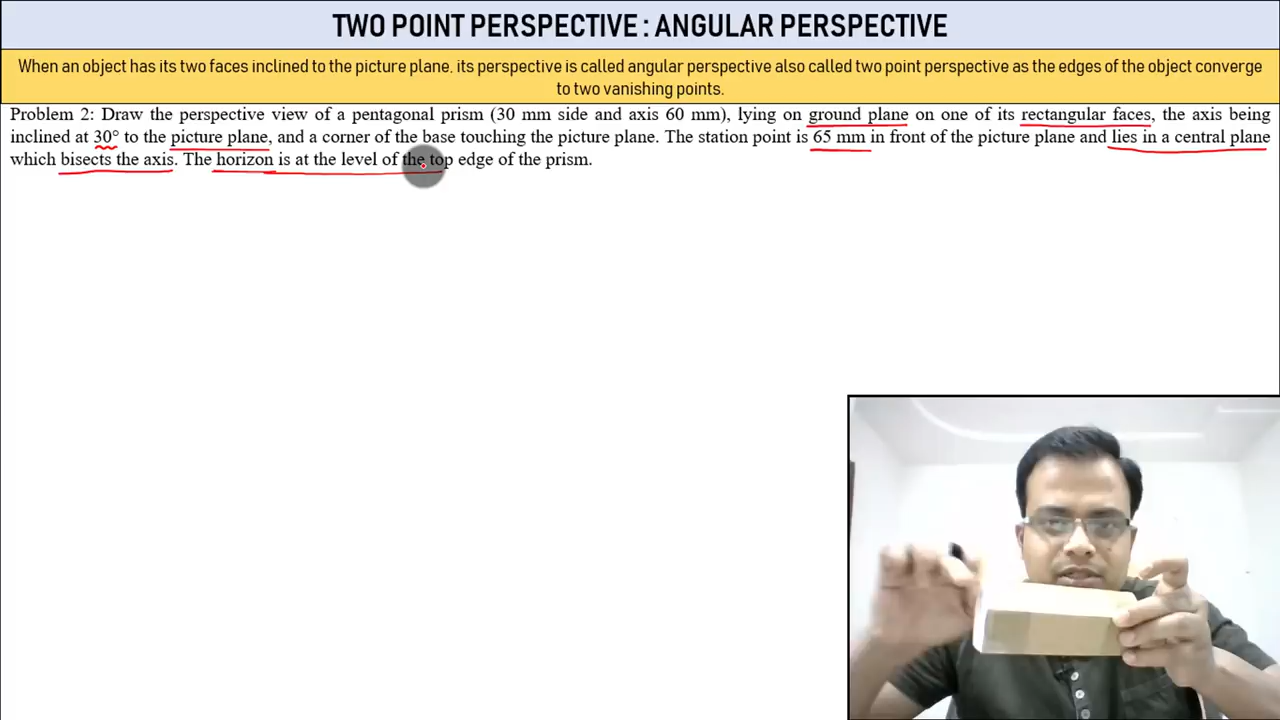 TWO POINT PERSPECTIVE : ANGULAR PERSPECTIVE
When an object has its two faces inclined to the picture plane. its perspective is called angular perspective also called two point perspective as the edges of the object converge
to two vanishing points.
Problem 2: Draw the perspective view of a pentagonal prism (30 mm side and axis 60 mm), lying on ground plane on one of its rectangular faces, the axis being
inclined at 30° to the picture plane, and a corner of the base touching the picture plane. The station point is 65 mm in front of the picture plane and lies in a central plane
which bisects the axis. The horizon is at the level of the top edge of the prism.